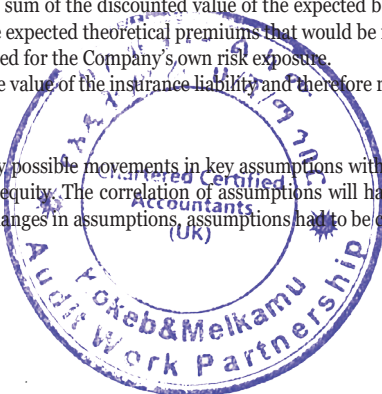 sum of the discounted value of the expected b
e expected theoretical premiums that would be
ed for the Company's own risk exposure.
e value of the insurance liability and therefore
y possible movements in key assumptions with
equity. The correlation of assumptions will ha
anges in assumptions, assumptions had to be
Chartered Certified
Accountants
(UK)
Kokeb&Melkamu
Audit Work Partnership